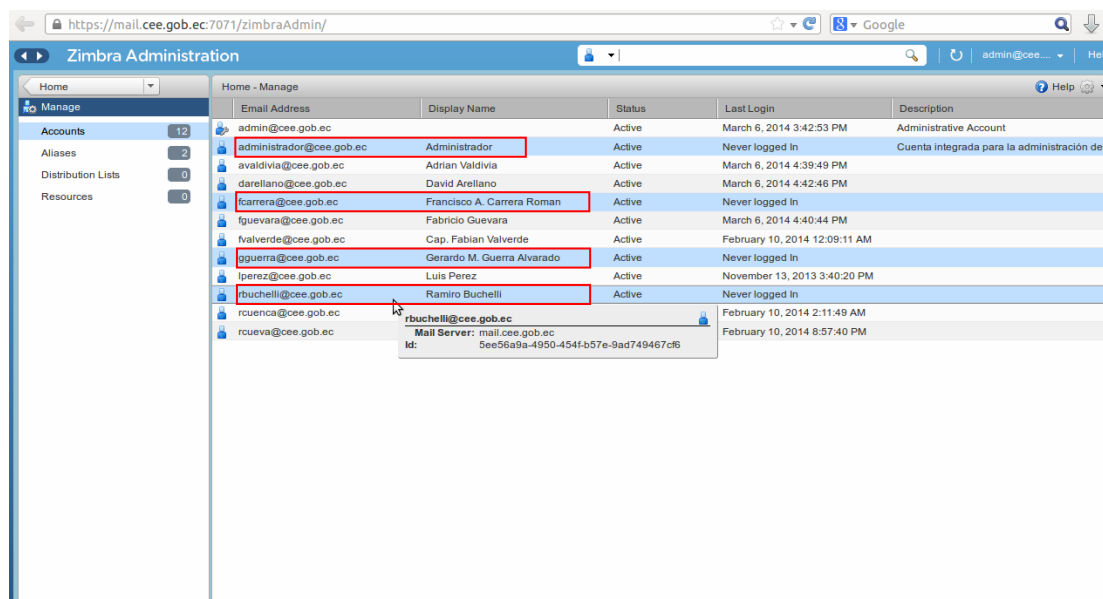 https://mail.cee.gob.ec:7071/zimbraAdmin/ Google
Zimbra Administration admin@cee.... Hel
Home Home - Manage Help
Manage Email Address Display Name Status Last Login Description
Accounts 12 admin@cee.gob.ec Active March 6, 2014 3:42:53 PM Administrative Account
administrador@cee.gob.ec Administrador Active Never logged In Cuenta integrada para la administración de
Aliases 2 avaldivia@cee.gob.ec Adrian Valdivia Active March 6, 2014 4:39:49 PM
Distribution Lists 0 darellano@cee.gob.ec David Arellano Active March 6, 2014 4:42:46 PM
Resources 0 fcarrera@cee.gob.ec Francisco A. Carrera Roman Active Never logged In
fguevara@cee.gob.ec Fabricio Guevara Active March 6, 2014 4:40:44 PM
fvalverde@cee.gob.ec Cap. Fabian Valverde Active February 10, 2014 12:09:11 AM
gguerra@cee.gob.ec Gerardo M. Guerra Alvarado Active Never logged In
lperez@cee.gob.ec Luis Perez Active November 13, 2013 3:40:20 PM
rbuchelli@cee.gob.ec Ramiro Buchelli Active Never logged In
rcuenca@cee.gob.ec February 10, 2014 2:11:49 AM
rcueva@cee.gob.ec February 10, 2014 8:57:40 PM
rbuchelli@cee.gob.ec
Mail Server: mail.cee.gob.ec
Id: 5ee56a9a-4950-454f-b57e-9ad749467cf6